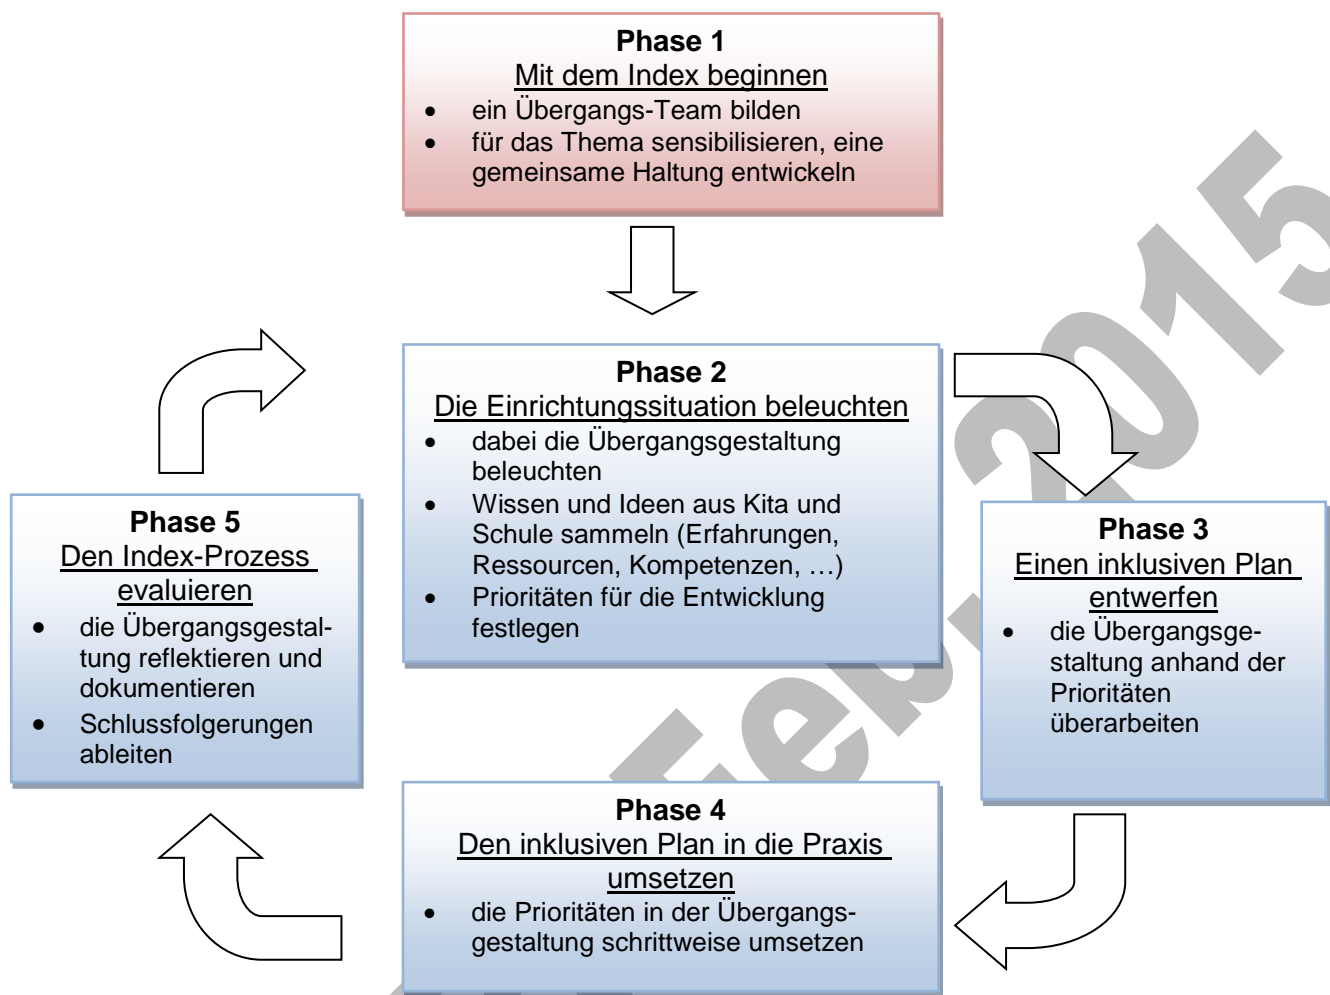 Phase 1
Mit dem Index beginnen
• ein Übergangs-Team bilden
• für das Thema sensibilisieren, eine
gemeinsame Haltung entwickeln
Phase 2
Die Einrichtungssituation beleuchten
• dabei die Übergangsgestaltung
beleuchten
• Wissen und Ideen aus Kita und
Schule sammeln (Erfahrungen,
Ressourcen, Kompetenzen, …)
• Prioritäten für die Entwicklung
festlegen
Phase 3
Einen inklusiven Plan
entwerfen
• die Übergangsge-
staltung anhand der
Prioritäten
überarbeiten
Phase 4
Den inklusiven Plan in die Praxis
umsetzen
• die Prioritäten in der Übergangs-
gestaltung schrittweise umsetzen
Phase 5
Den Index-Prozess
evaluieren
• die Übergangsgestal-
tung reflektieren und
dokumentieren
• Schlussfolgerungen
ableiten
2015